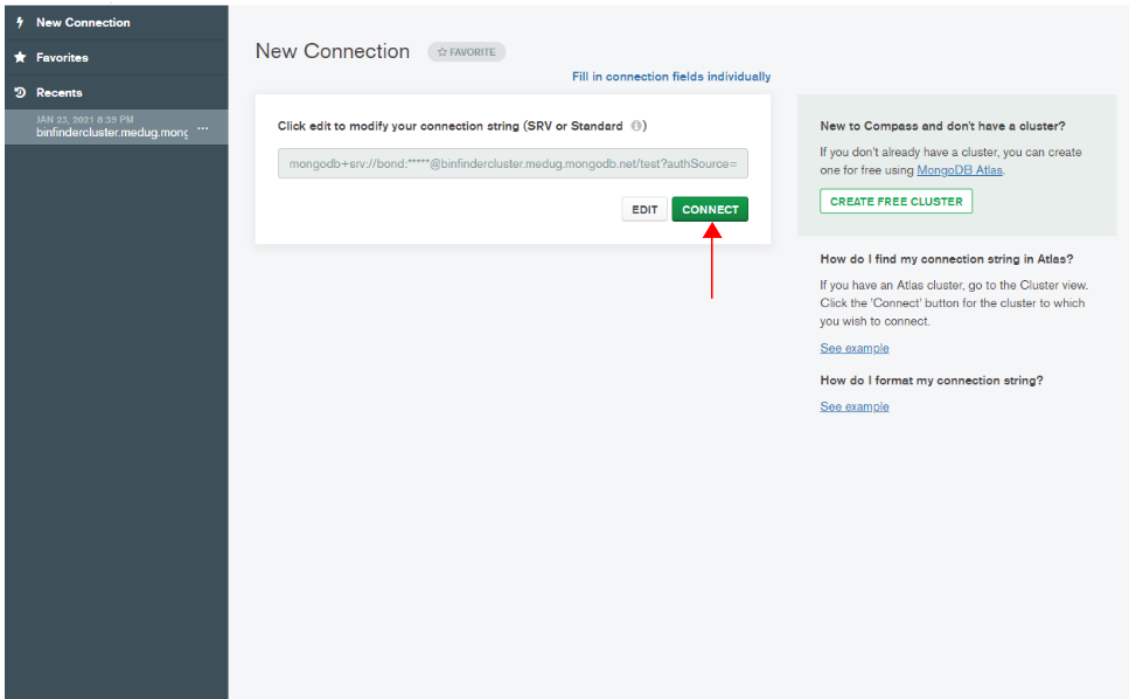 New Connection
Favorites
Recents
JAN 23, 2021 8:39 PM
binfindercluster.medug.mong ...
New Connection
FAVORITE
Fill in connection fields individually
Click edit to modify your connection string (SRV or Standard )
mongodb+srv://bond:*****@binfindercluster.medug.mongodb.net/test?authSource=
EDIT
CONNECT
New to Compass and don't have a cluster?
If you don't already have a cluster, you can create
one for free using MongoDB Atlas.
CREATE FREE CLUSTER
How do I find my connection string in Atlas?
If you have an Atlas cluster, go to the Cluster view.
Click the 'Connect' button for the cluster to which
you wish to connect.
See example
How do I format my connection string?
See example